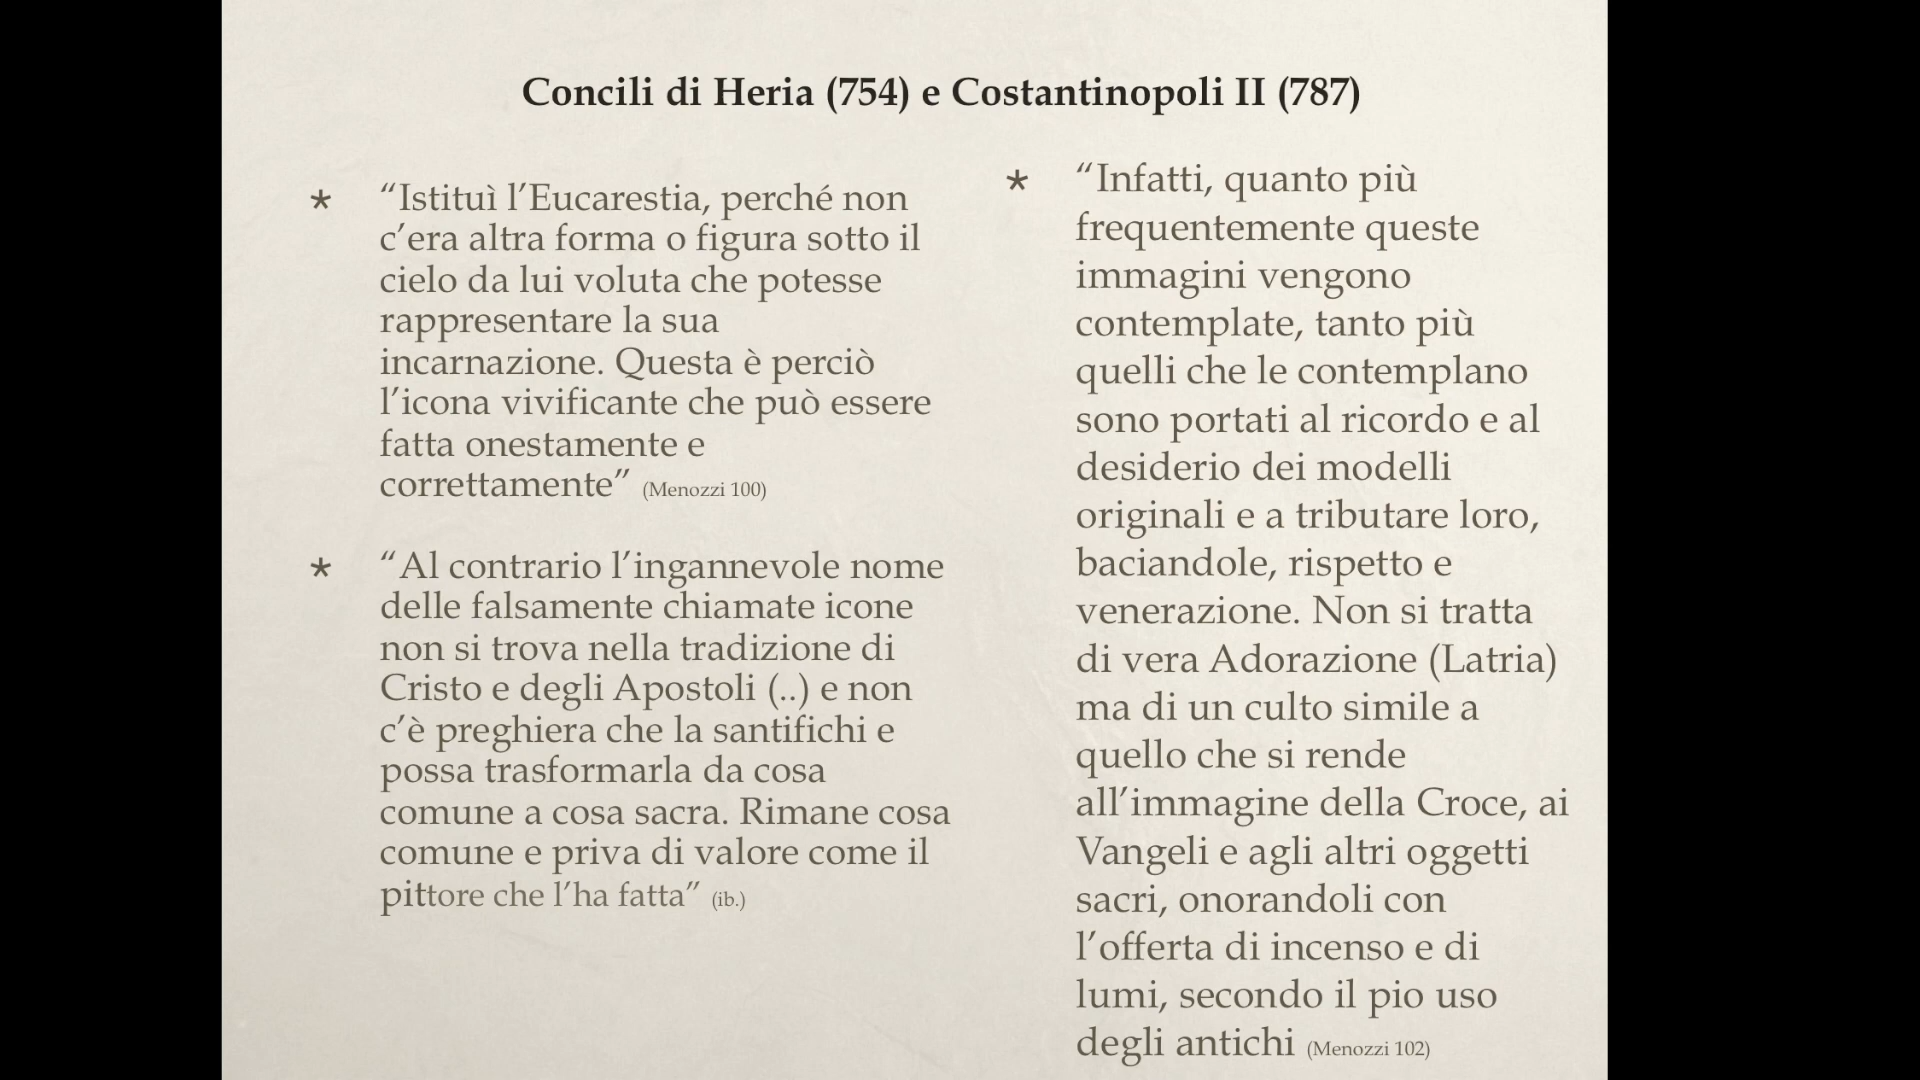 Concili di Heria (754) e Costantinopoli II (787)
* “Istituì l’Eucarestia, perché non
c’era altra forma o figura sotto il
cielo da lui voluta che potesse
rappresentare la sua
incarnazione. Questa è perciò
l’icona vivificante che può essere
fatta onestamente e
correttamente” (Menozzi 100)
* “Al contrario l’ingannevole nome
delle falsamente chiamate icone
non si trova nella tradizione di
Cristo e degli Apostoli (..) e non
c’è preghiera che la santifichi e
possa trasformarla da cosa
comune a cosa sacra. Rimane cosa
comune e priva di valore come il
pittore che l’ha fatta” (ib.)
* “Infatti, quanto più
frequentemente queste
immagini vengono
contemplate, tanto più
quelli che le contemplano
sono portati al ricordo e al
desiderio dei modelli
originali e a tributare loro,
baciandole, rispetto e
venerazione. Non si tratta
di vera Adorazione (Latria)
ma di un culto simile a
quello che si rende
all’immagine della Croce, ai
Vangeli e agli altri oggetti
sacri, onorandoli con
l’offerta di incenso e di
lumi, secondo il pio uso
degli antichi (Menozzi 102)